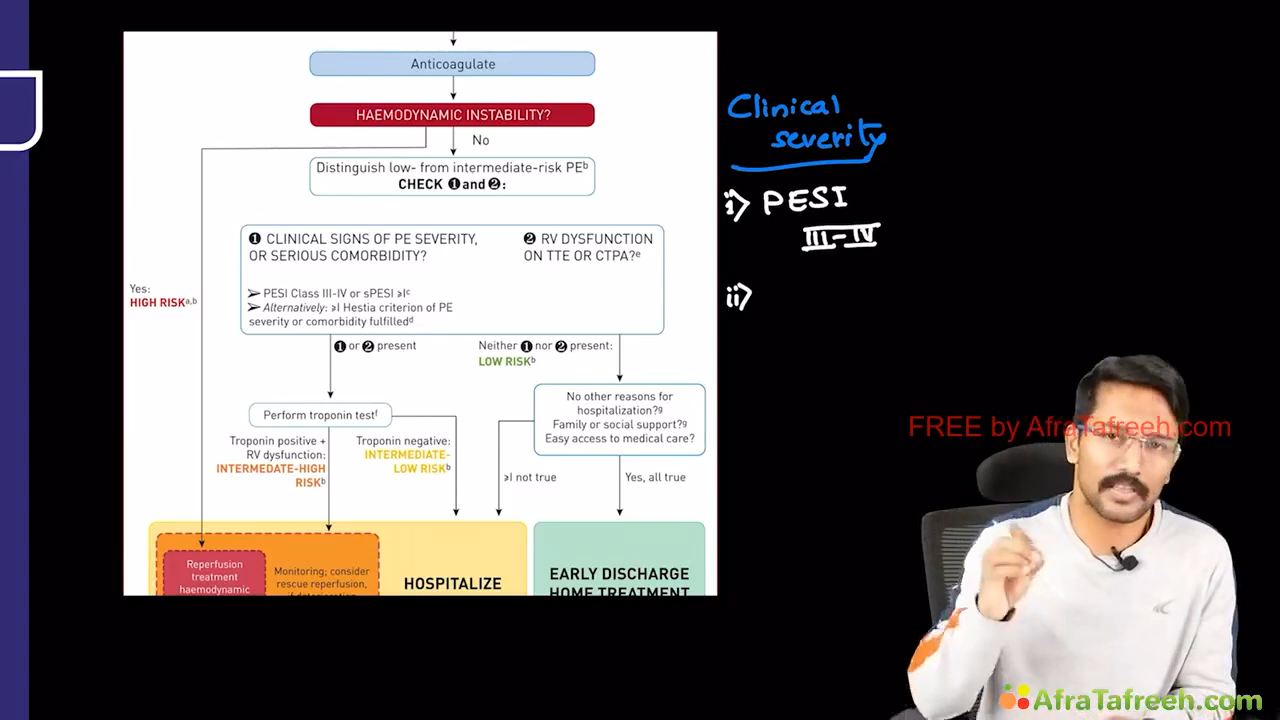 Anticoagulate
HAEMODYNAMIC INSTABILITY?
No
Distinguish low- from intermediate-risk PEᵇ
CHECK ❶ and ❷:
❶ CLINICAL SIGNS OF PE SEVERITY,
OR SERIOUS COMORBIDITY?
➢ PESI Class III-IV or sPESI ≥Iᶜ
➢ Alternatively: ≥I Hestia criterion of PE
severity or comorbidity fulfilledᵈ
❷ RV DYSFUNCTION
ON TTE OR CTPA?ᵉ
Yes:
HIGH RISKᵃ,ᵇ
❶ or ❷ present
Neither ❶ nor ❷ present:
LOW RISKᵇ
Perform troponin testᶠ
No other reasons for
hospitalization?ᵍ
Family or social support?ᵍ
Easy access to medical care?
Troponin positive +
RV dysfunction:
INTERMEDATE-HIGH
RISKᵇ
Troponin negative:
INTERMEDIATE-
LOW RISKᵇ
≥I not true
Yes, all true
Reperfusion
treatment
haemodynamic
Monitoring; consider
rescue reperfusion,
if deterioration
HOSPITALIZE
EARLY DISCHARGE
HOME TREATMENT
Clinical
severity
i) PESI
III-IV
ii)
FREE by AfraTafreeh.com
AfraTafreeh.com